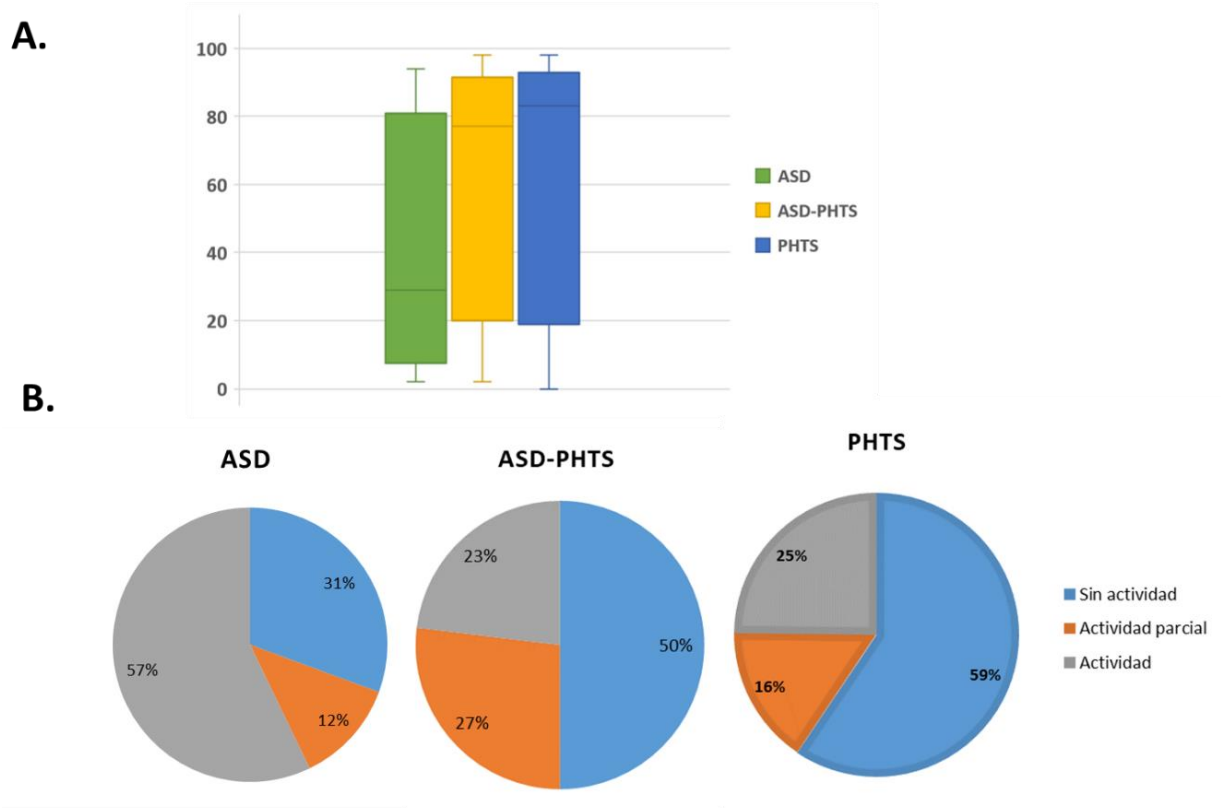 A.
100
80
60
40
20
0
ASD
ASD-PHTS
PHTS
B.
ASD
31%
12%
57%
ASD-PHTS
50%
27%
23%
PHTS
59%
16%
25%
Sin actividad
Actividad parcial
Actividad